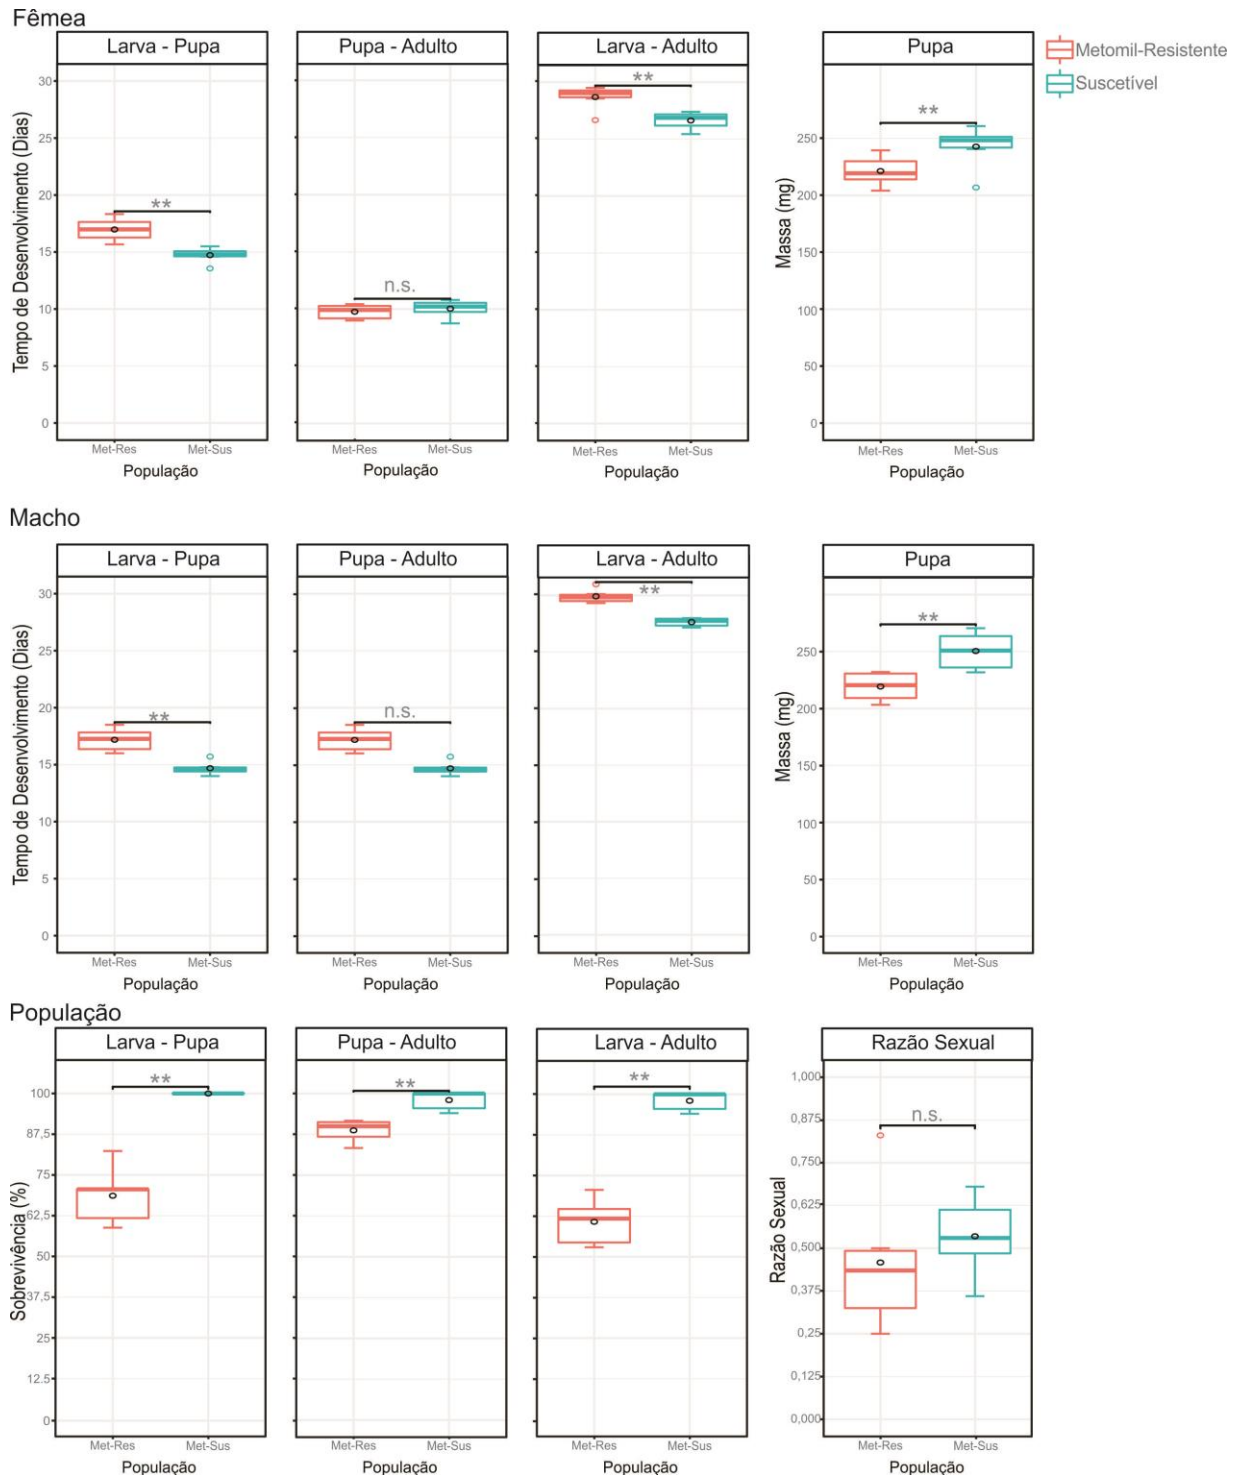 Fêmea
Larva - Pupa
Pupa - Adulto
Larva - Adulto
Pupa
Metomil-Resistente
Suscetível
Tempo de Desenvolvimento (Dias)
30
25
20
15
10
5
0
**
n.s.
**
Massa (mg)
250
200
150
100
50
0
**
Met-Res Met-Sus
Met-Res Met-Sus
Met-Res Met-Sus
Met-Res Met-Sus
População
População
População
População
Macho
Larva - Pupa
Pupa - Adulto
Larva - Adulto
Pupa
Tempo de Desenvolvimento (Dias)
30
25
20
15
10
5
0
**
n.s.
**
Massa (mg)
250
200
150
100
50
0
**
Met-Res Met-Sus
Met-Res Met-Sus
Met-Res Met-Sus
Met-Res Met-Sus
População
População
População
População
População
Larva - Pupa
Pupa - Adulto
Larva - Adulto
Razão Sexual
Sobrevivência (%)
100
87,5
75
62,5
50
37,5
25
12.5
0
**
**
**
Razão Sexual
1,000
0,875
0,750
0,625
0,500
0,375
0,25
0,125
0,000
n.s.
Met-Res Met-Sus
Met-Res Met-Sus
Met-Res Met-Sus
Met-Res Met-Sus
População
População
População
População